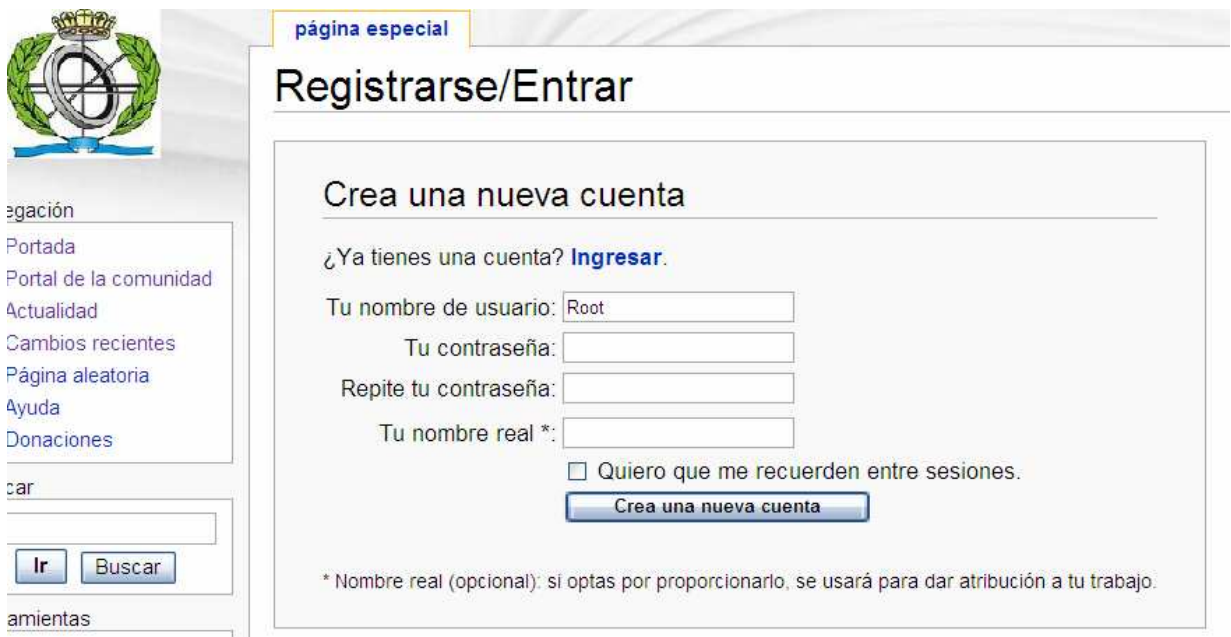 página especial
Registrarse/Entrar
Crea una nueva cuenta
¿Ya tienes una cuenta? Ingresar.
Tu nombre de usuario: Root
Tu contraseña:
Repite tu contraseña:
Tu nombre real *:
Quiero que me recuerden entre sesiones.
Crea una nueva cuenta
* Nombre real (opcional): si optas por proporcionarlo, se usará para dar atribución a tu trabajo.
egación
Portada
Portal de la comunidad
Actualidad
Cambios recientes
Página aleatoria
Ayuda
Donaciones
car
Ir Buscar
amientas